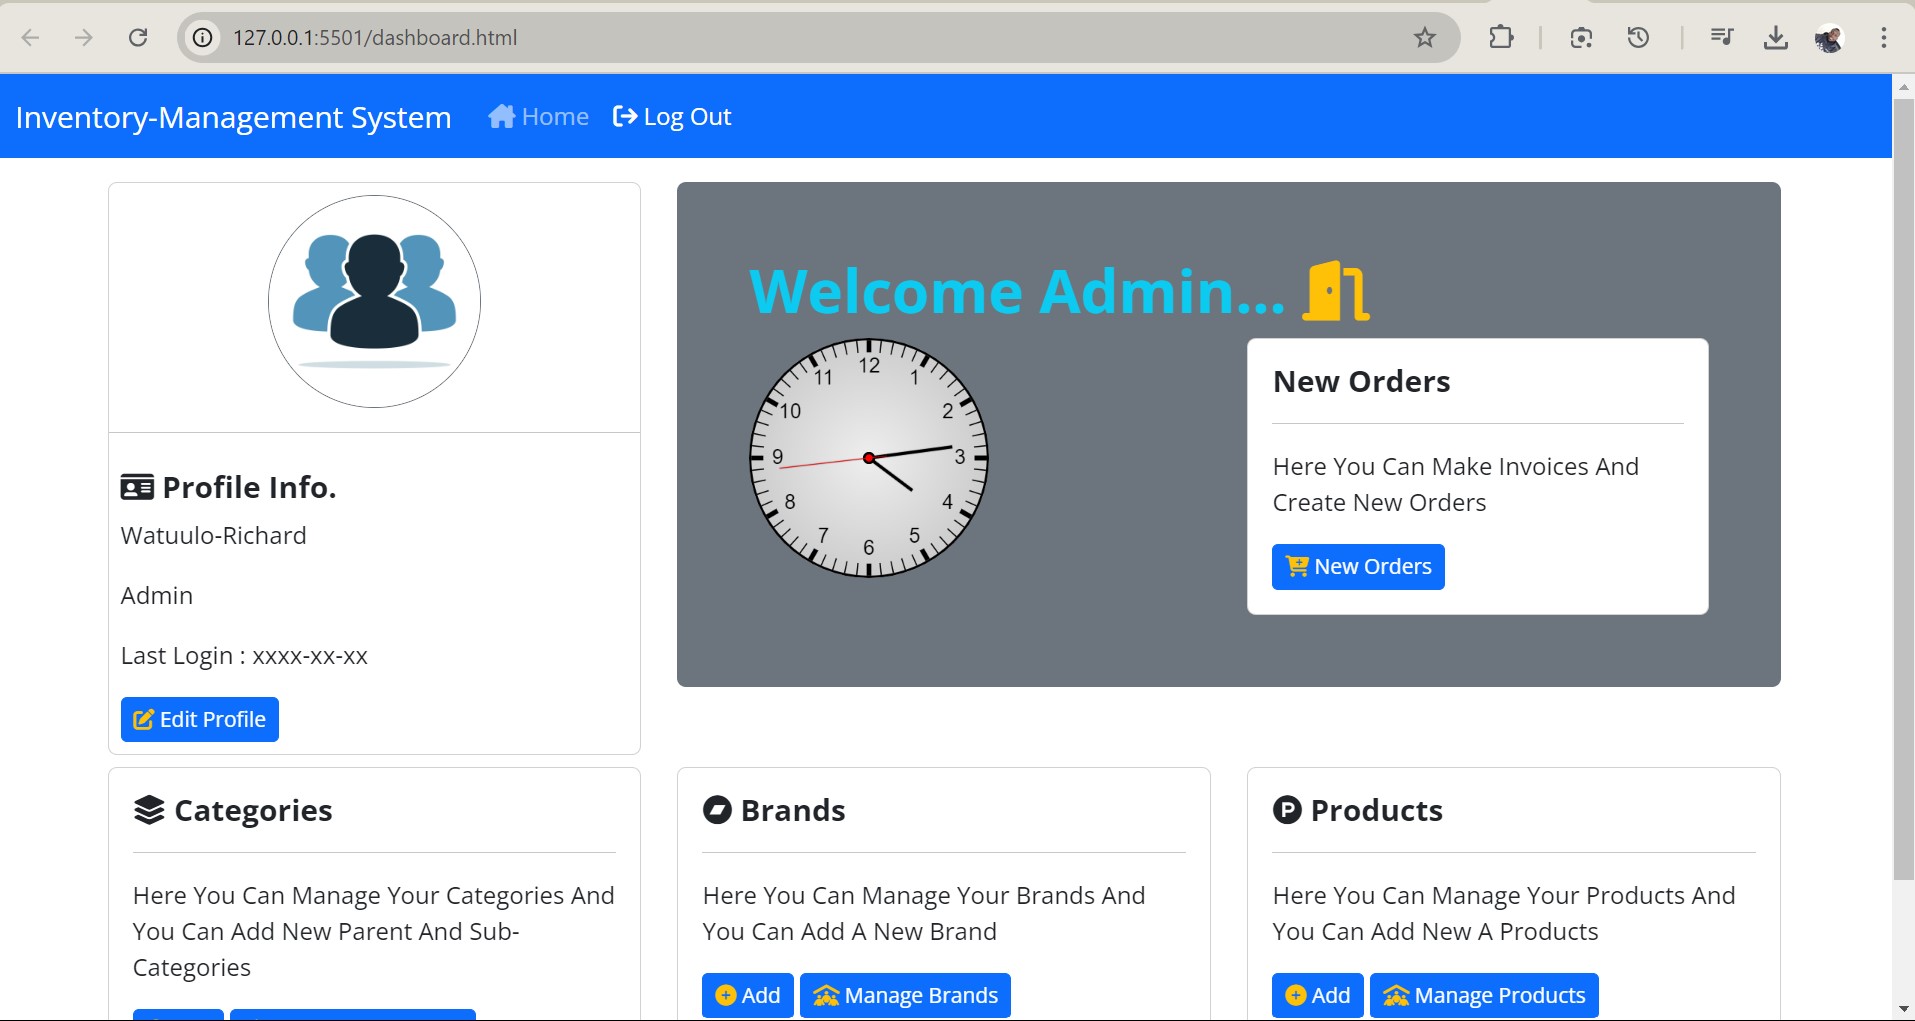 127.0.0.1:5501/dashboard.html
Inventory-Management System Home Log Out
Welcome Admin...
12
1
2
3
4
5
6
7
8
9
10
11
New Orders
Here You Can Make Invoices And
Create New Orders
New Orders
Profile Info.
Watuulo-Richard
Admin
Last Login : xxxx-xx-xx
Edit Profile
Categories
Here You Can Manage Your Categories And
You Can Add New Parent And Sub-
Categories
Brands
Here You Can Manage Your Brands And
You Can Add A New Brand
Add Manage Brands
P Products
Here You Can Manage Your Products And
You Can Add New A Products
Add Manage Products